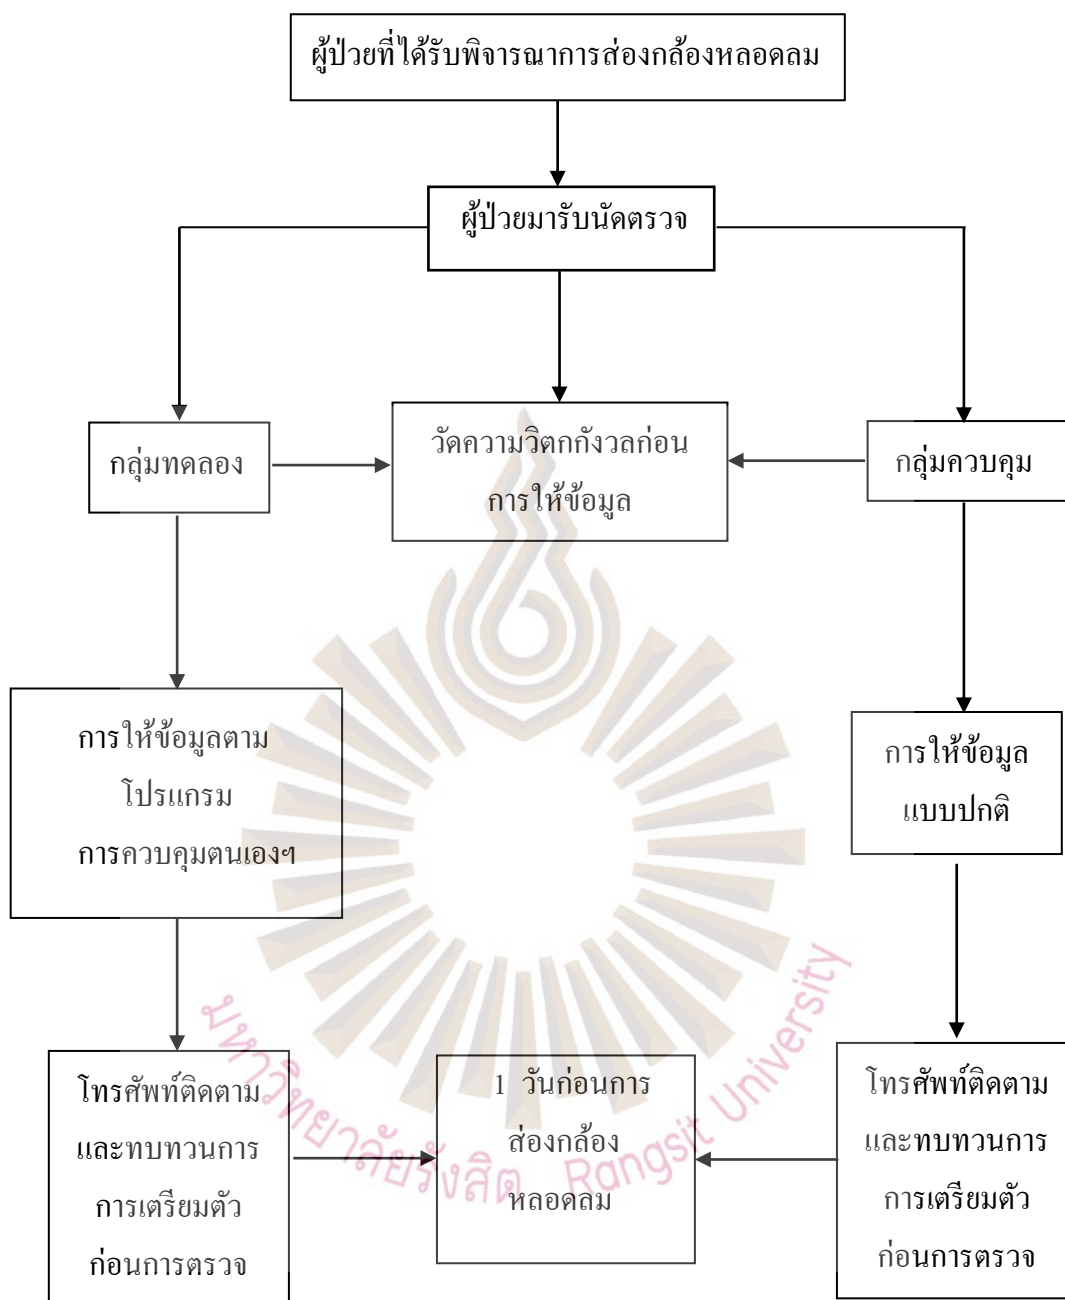 ผู้ป่วยที่ได้รับพิจารณาการส่องกล้องหลอดลม
ผู้ป่วยมารับนัดตรวจ
กลุ่มทดลอง
วัดความวิตกกังวลก่อน
การให้ข้อมูล
กลุ่มควบคุม
การให้ข้อมูลตาม
โปรแกรม
การควบคุมตนเองฯ
การให้ข้อมูล
แบบปกติ
โทรศัพท์ติดตาม
และทบทวนการ
การเตรียมตัว
ก่อนการตรวจ
1 วันก่อนการ
ส่องกล้อง
หลอดลม
โทรศัพท์ติดตาม
และทบทวนการ
การเตรียมตัว
ก่อนการตรวจ
มหาวิทยาลัยรังสิต Rangsit University